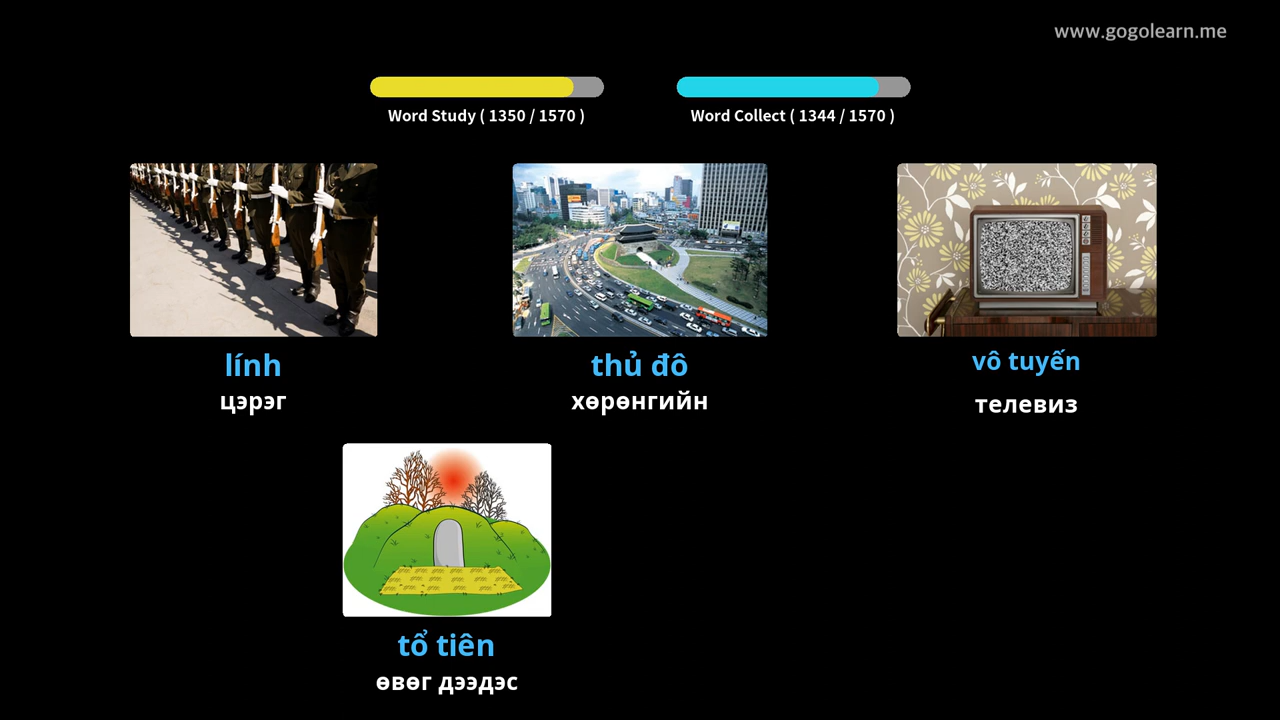 www.gogolearn.me
Word Study ( 1350 / 1570 )
Word Collect ( 1344 / 1570 )
lính
цэрэг
thủ đô
хөрөнгийн
vô tuyến
телевиз
tổ tiên
өвөг дээдэс